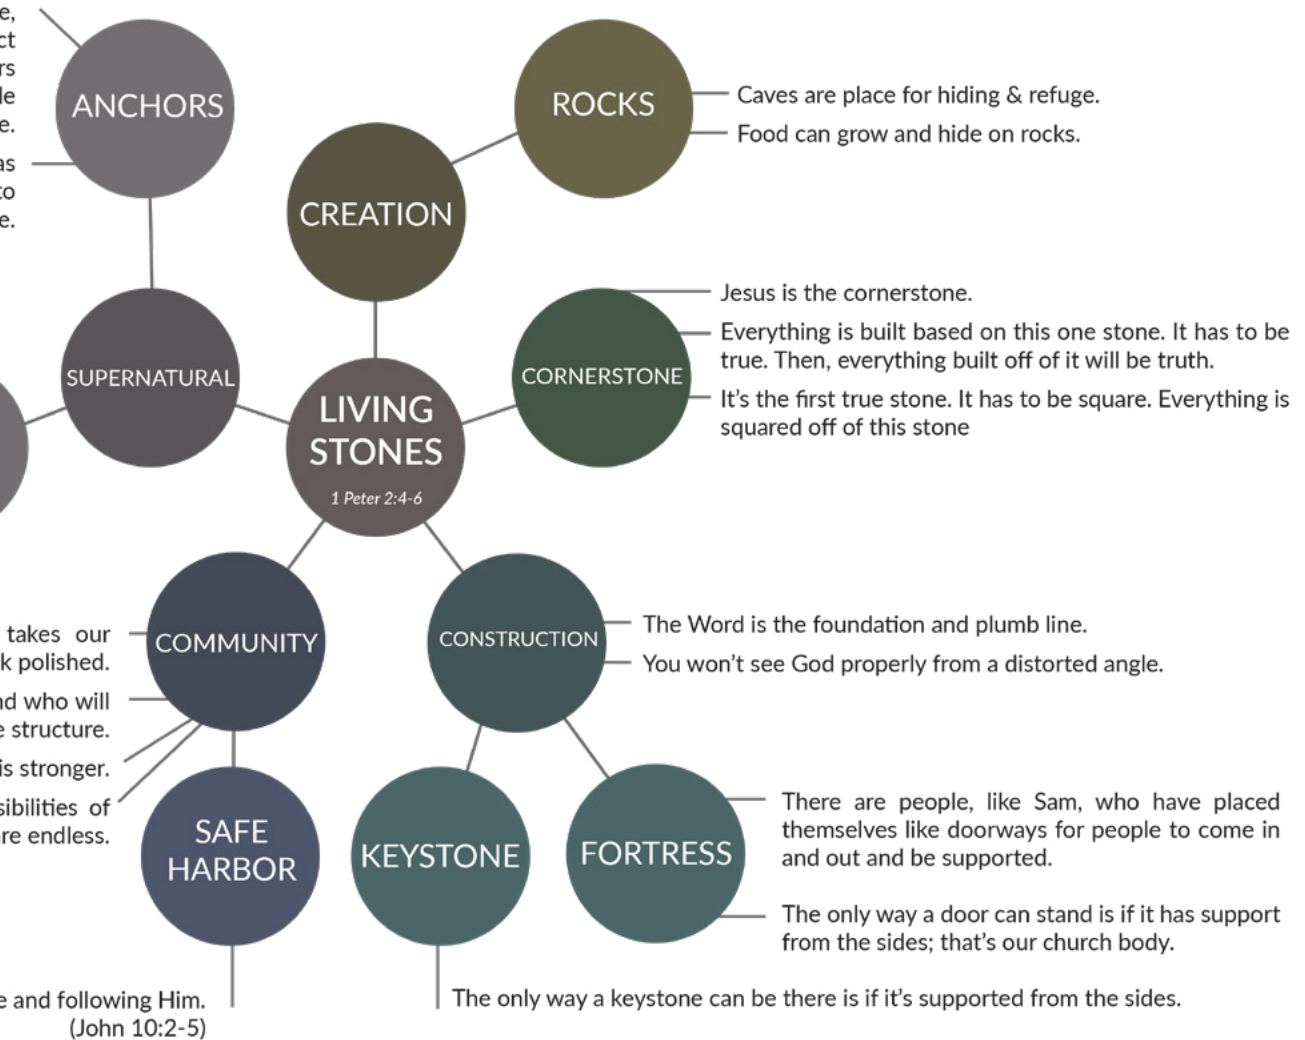 e,
ct
rs
le
e.
as
to
e.
ANCHORS
ROCKS
Caves are place for hiding & refuge.
Food can grow and hide on rocks.
CREATION
SUPERNATURAL
LIVING
STONES
1 Peter 2:4-6
CORNERSTONE
Jesus is the cornerstone.
Everything is built based on this one stone. It has to be
true. Then, everything built off of it will be truth.
It's the first true stone. It has to be square. Everything is
squared off of this stone
takes our
k polished.
nd who will
e structure.
is stronger.
sibilities of
re endless.
COMMUNITY
CONSTRUCTION
The Word is the foundation and plumb line.
You won't see God properly from a distorted angle.
SAFE
HARBOR
KEYSTONE
FORTRESS
There are people, like Sam, who have placed
themselves like doorways for people to come in
and out and be supported.
The only way a door can stand is if it has support
from the sides; that's our church body.
e and following Him.
(John 10:2-5)
The only way a keystone can be there is if it's supported from the sides.